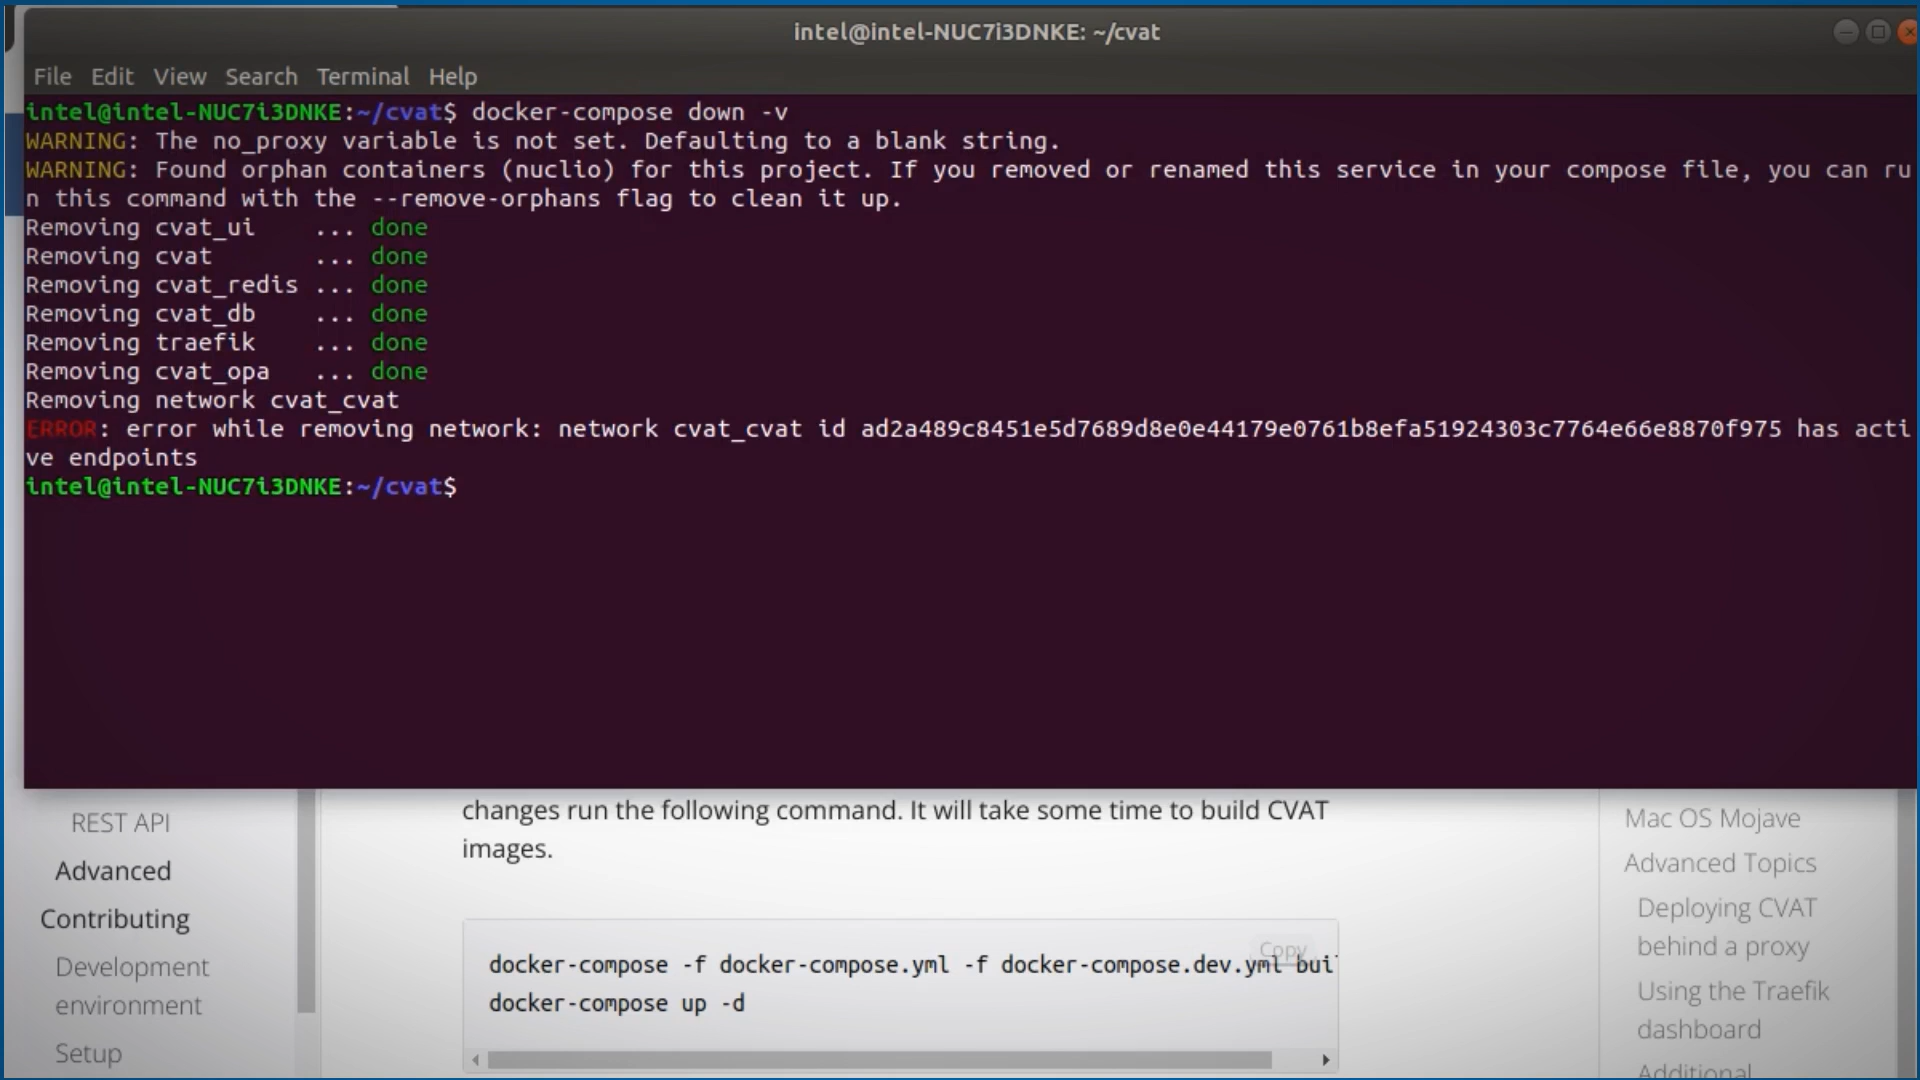 intel@intel-NUC7i3DNKE: ~/cvat
File Edit View Search Terminal Help
intel@intel-NUC7i3DNKE:~/cvat$ docker-compose down -v
WARNING: The no_proxy variable is not set. Defaulting to a blank string.
WARNING: Found orphan containers (nuclio) for this project. If you removed or renamed this service in your compose file, you can ru
n this command with the --remove-orphans flag to clean it up.
Removing cvat_ui    ... done
Removing cvat       ... done
Removing cvat_redis ... done
Removing cvat_db    ... done
Removing traefik    ... done
Removing cvat_opa   ... done
Removing network cvat_cvat
ERROR: error while removing network: network cvat_cvat id ad2a489c8451e5d7689d8e0e44179e0761b8efa51924303c7764e66e8870f975 has acti
ve endpoints
intel@intel-NUC7i3DNKE:~/cvat$
REST API
Advanced
Contributing
Development
environment
Setup
changes run the following command. It will take some time to build CVAT
images.
Copy
docker-compose -f docker-compose.yml -f docker-compose.dev.yml buil
docker-compose up -d
Mac OS Mojave
Advanced Topics
Deploying CVAT
behind a proxy
Using the Traefik
dashboard
Additional